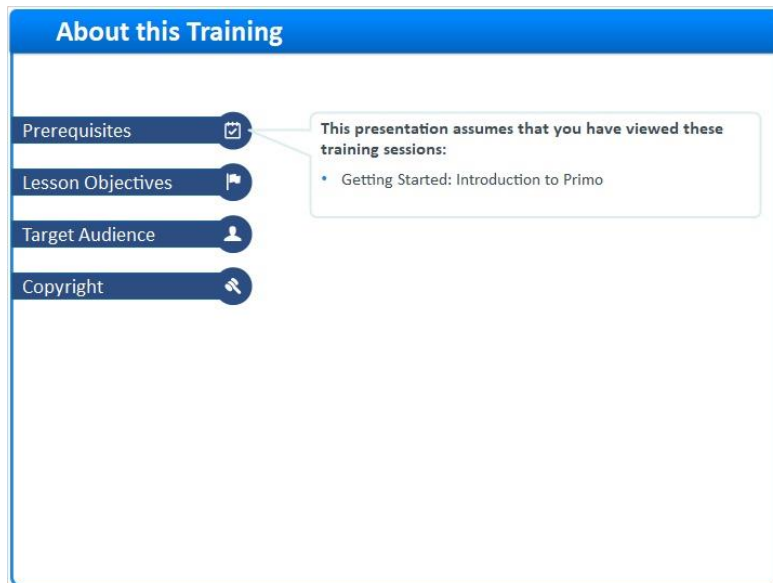 About this Training
Prerequisites
This presentation assumes that you have viewed these
training sessions:
• Getting Started: Introduction to Primo
Lesson Objectives
Target Audience
Copyright